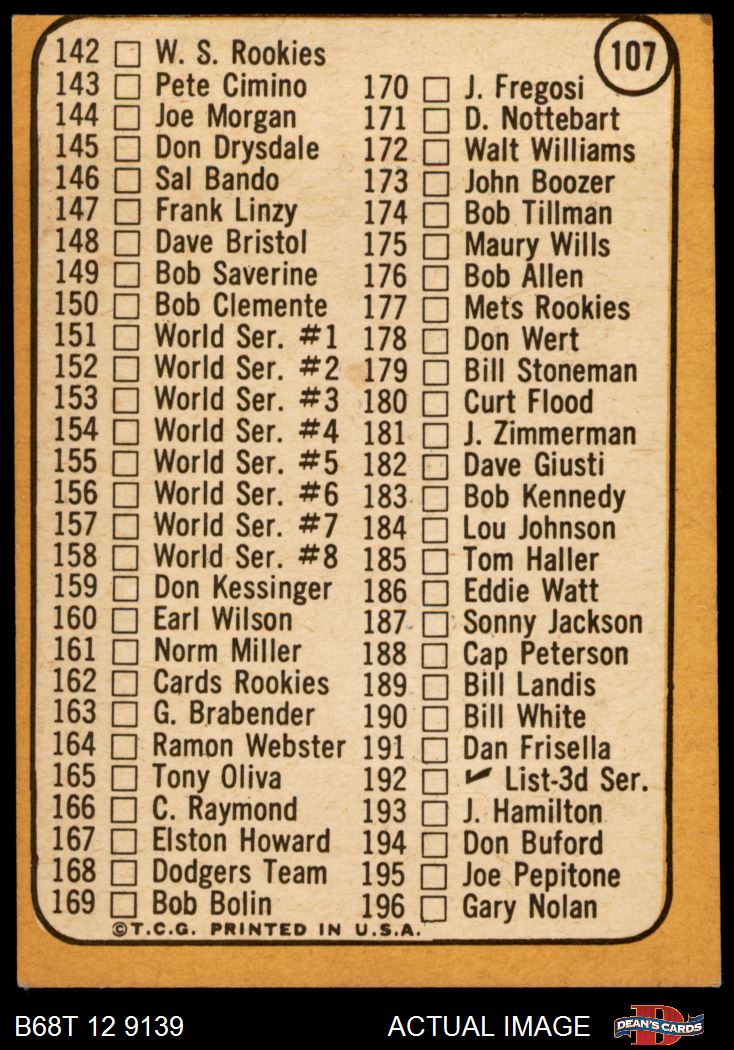 107
142 W. S. Rookies
143 Pete Cimino
144 Joe Morgan
145 Don Drysdale
146 Sal Bando
147 Frank Linzy
148 Dave Bristol
149 Bob Saverine
150 Bob Clemente
151 World Ser. #1
152 World Ser. #2
153 World Ser. #3
154 World Ser. #4
155 World Ser. #5
156 World Ser. #6
157 World Ser. #7
158 World Ser. #8
159 Don Kessinger
160 Earl Wilson
161 Norm Miller
162 Cards Rookies
163 G. Brabender
164 Ramon Webster
165 Tony Oliva
166 C. Raymond
167 Elston Howard
168 Dodgers Team
169 Bob Bolin
170 J. Fregosi
171 D. Nottebart
172 Walt Williams
173 John Boozer
174 Bob Tillman
175 Maury Wills
176 Bob Allen
177 Mets Rookies
178 Don Wert
179 Bill Stoneman
180 Curt Flood
181 J. Zimmerman
182 Dave Giusti
183 Bob Kennedy
184 Lou Johnson
185 Tom Haller
186 Eddie Watt
187 Sonny Jackson
188 Cap Peterson
189 Bill Landis
190 Bill White
191 Dan Frisella
192 List-3d Ser.
193 J. Hamilton
194 Don Buford
195 Joe Pepitone
196 Gary Nolan
©T.C.G. PRINTED IN U.S.A.
B68T 12 9139 ACTUAL IMAGE
D
DEAN'S CARDS